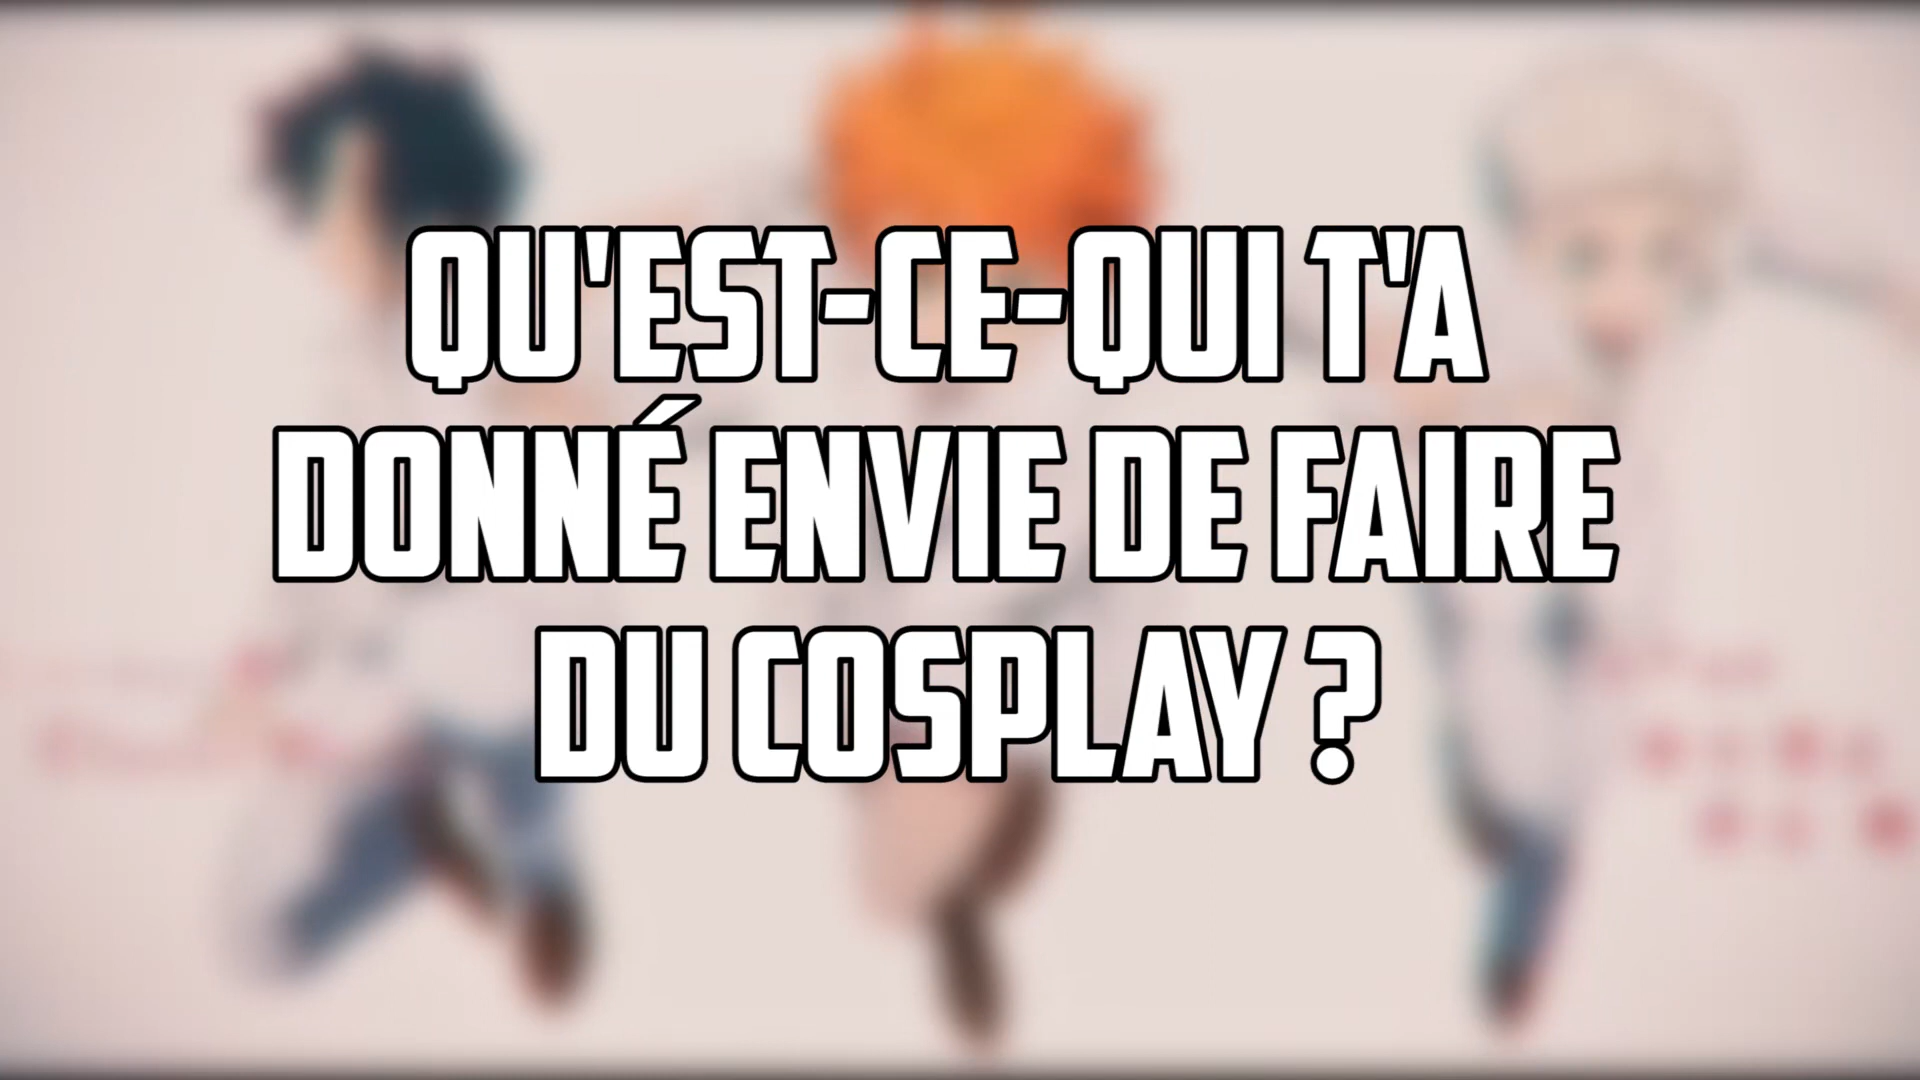 QU'EST-CE-QUI T'A
DONNÉ ENVIE DE FAIRE
DU COSPLAY ?